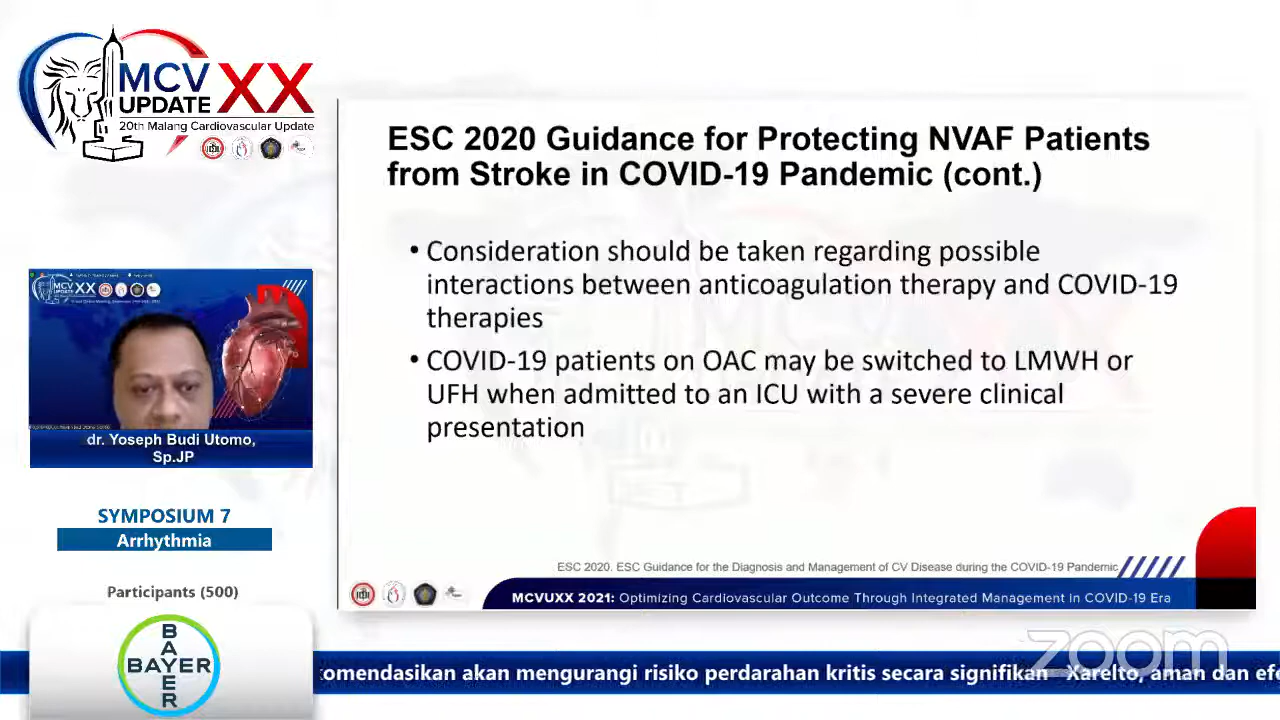 MCV XX
UPDATE
20th Malang Cardiovascular Update
ESC 2020 Guidance for Protecting NVAF Patients
from Stroke in COVID-19 Pandemic (cont.)
• Consideration should be taken regarding possible
interactions between anticoagulation therapy and COVID-19
therapies
• COVID-19 patients on OAC may be switched to LMWH or
UFH when admitted to an ICU with a severe clinical
presentation
ESC 2020. ESC Guidance for the Diagnosis and Management of CV Disease during the COVID-19 Pandemic
MCVUXX 2021: Optimizing Cardiovascular Outcome Through Integrated Management in COVID-19 Era
MCV XX
UPDATE
dr. Yoseph Budi Utomo,
Sp.JP
SYMPOSIUM 7
Arrhythmia
Participants (500)
BAYER
BAYER
zoom
omendasikan akan mengurangi risiko perdarahan kritis secara signifikan - Xarelto, aman dan efe